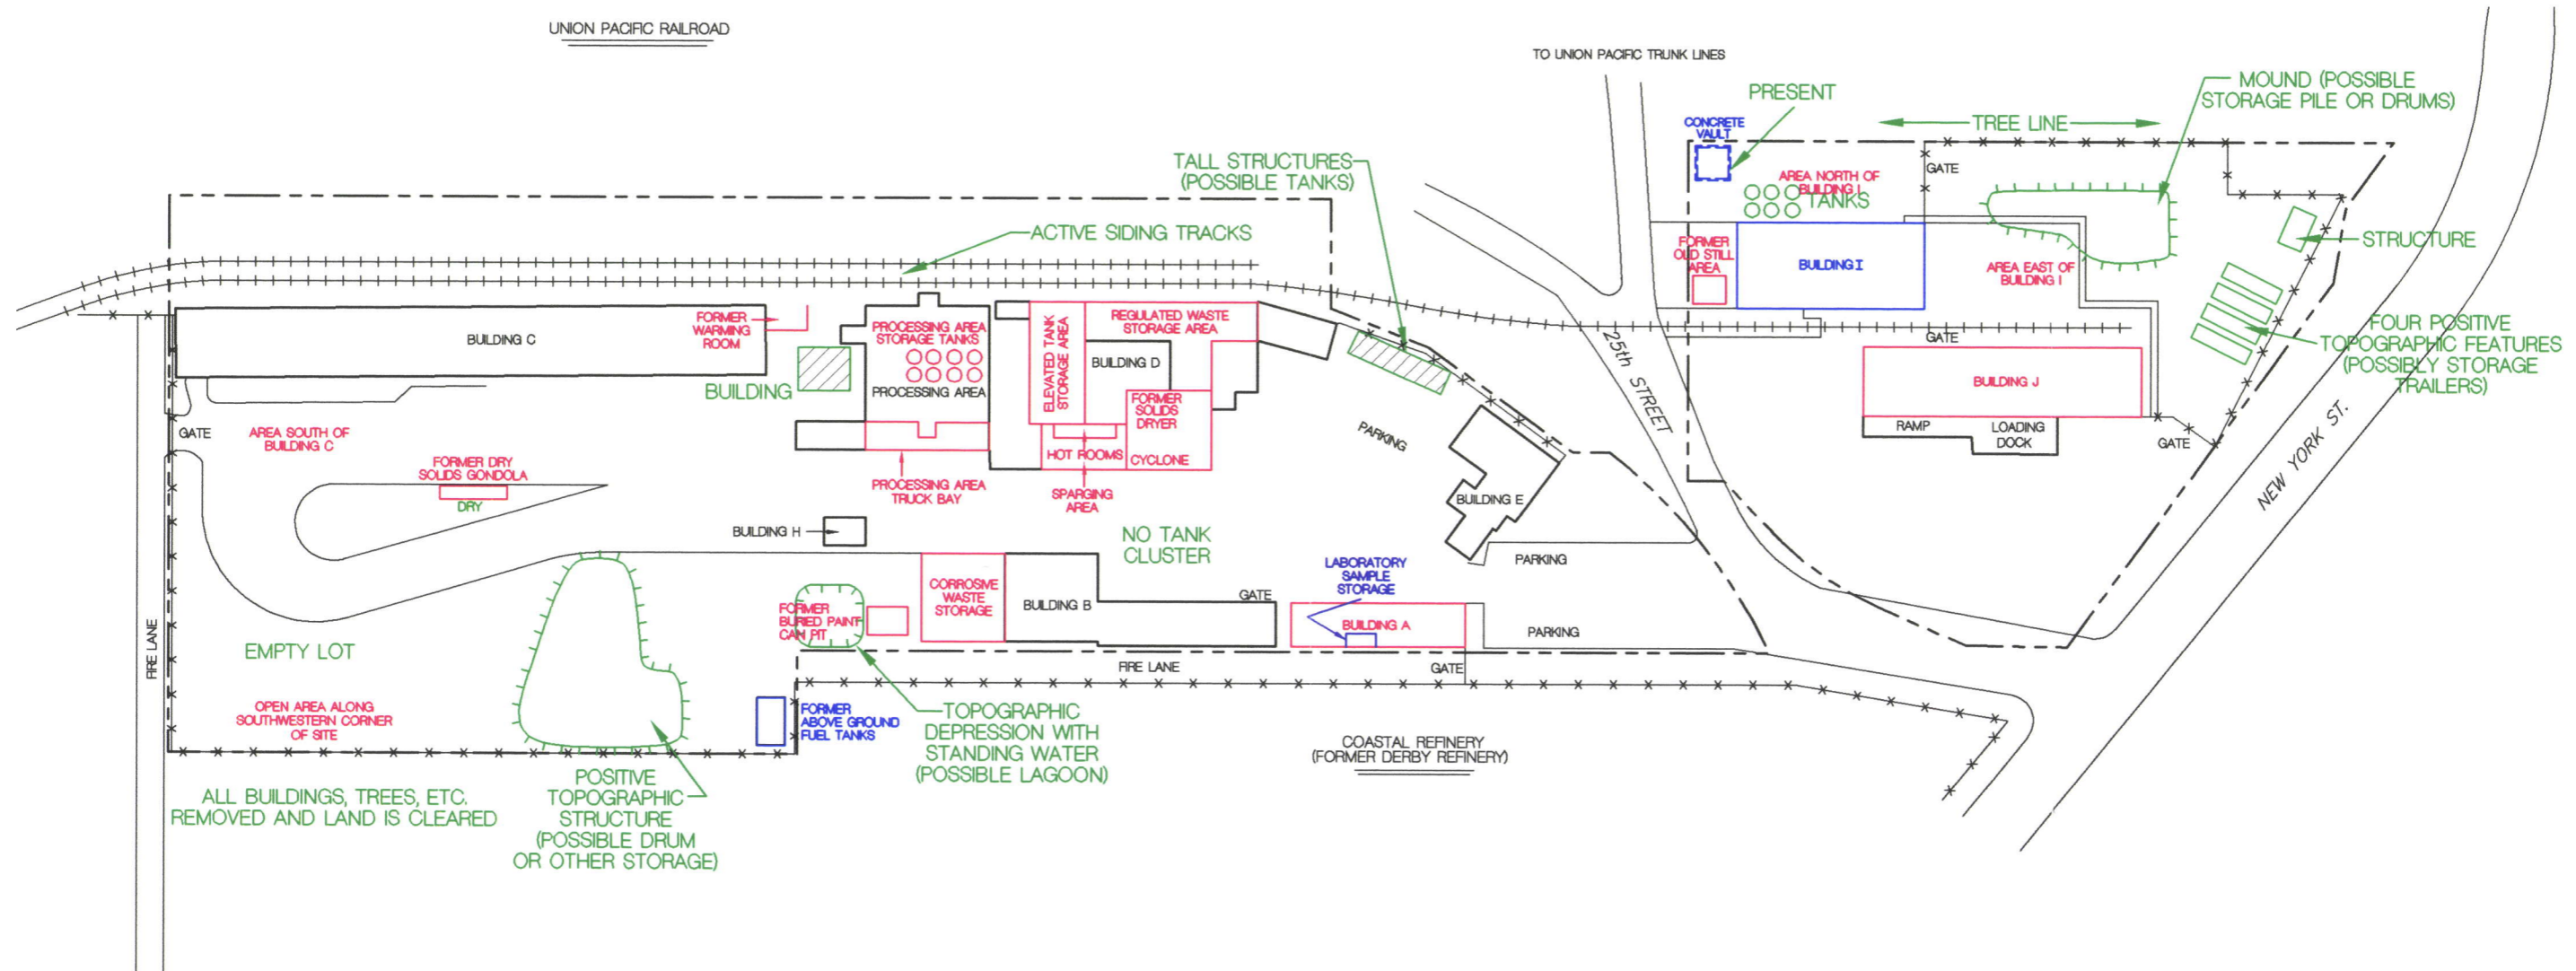 UNION PACIFIC RAILROAD
TO UNION PACIFIC TRUNK LINES
MOUND (POSSIBLE
STORAGE PILE OR DRUMS)
PRESENT
CONCRETE
VAULT
TREE LINE
TALL STRUCTURES
(POSSIBLE TANKS)
GATE
AREA NORTH OF
BUILDING I
TANKS
ACTIVE SIDING TRACKS
STRUCTURE
FORMER
OLD STILL
AREA
BUILDING I
AREA EAST OF
BUILDING I
FORMER
WARMING
ROOM
BUILDING C
PROCESSING AREA
STORAGE TANKS
PROCESSING AREA
ELEVATED TANK
STORAGE AREA
REGULATED WASTE
STORAGE AREA
BUILDING D
FORMER
SOLIDS
DRYER
25th STREET
GATE
FOUR POSITIVE
TOPOGRAPHIC FEATURES
(POSSIBLY STORAGE
TRAILERS)
BUILDING
BUILDING J
GATE
AREA SOUTH OF
BUILDING C
PARKING
RAMP
LOADING
DOCK
GATE
NEW YORK ST.
FORMER DRY
SOLIDS GONDOLA
DRY
HOT ROOMS
CYCLONE
PROCESSING AREA
TRUCK BAY
SPARGING
AREA
BUILDING E
BUILDING H
NO TANK
CLUSTER
PARKING
LABORATORY
SAMPLE
STORAGE
CORROSIVE
WASTE
STORAGE
BUILDING B
GATE
FORMER
BURIED PAINT
CAN PIT
BUILDING A
PARKING
FIRE LANE
EMPTY LOT
FIRE LANE
GATE
OPEN AREA ALONG
SOUTHWESTERN CORNER
OF SITE
FORMER
ABOVE GROUND
FUEL TANKS
TOPOGRAPHIC
DEPRESSION WITH
STANDING WATER
(POSSIBLE LAGOON)
COASTAL REFINERY
(FORMER DERBY REFINERY)
ALL BUILDINGS, TREES, ETC.
REMOVED AND LAND IS CLEARED
POSITIVE
TOPOGRAPHIC
STRUCTURE
(POSSIBLE DRUM
OR OTHER STORAGE)